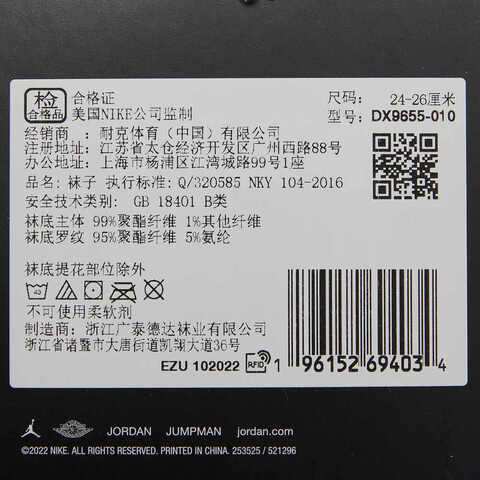 检 合格品
合格证
美国NIKE公司监制
尺码： 24-26厘米
型号： DX9655-010
经销商 ： 耐克体育（中国）有限公司
注册地址： 江苏省太仓经济开发区广州西路88号
办公地址： 上海市杨浦区江湾城路99号1座
品名: 袜子 执行标准: Q/320585 NKY 104-2016
安全技术类别： GB 18401 B类
袜底主体 99%聚酯纤维 1%其他纤维
袜底罗纹 95%聚酯纤维 5%氨纶
袜底提花部位除外
40
不可使用柔软剂
制造商： 浙江广泰德达袜业有限公司
浙江省诸暨市大唐街道凯翔大道36号
EZU 102022 RFID 1 96152 69403 4
JORDAN JUMPMAN jordan.com
©2022 NIKE. ALL RIGHTS RESERVED. PRINTED IN CHINA. 253525 / 521296